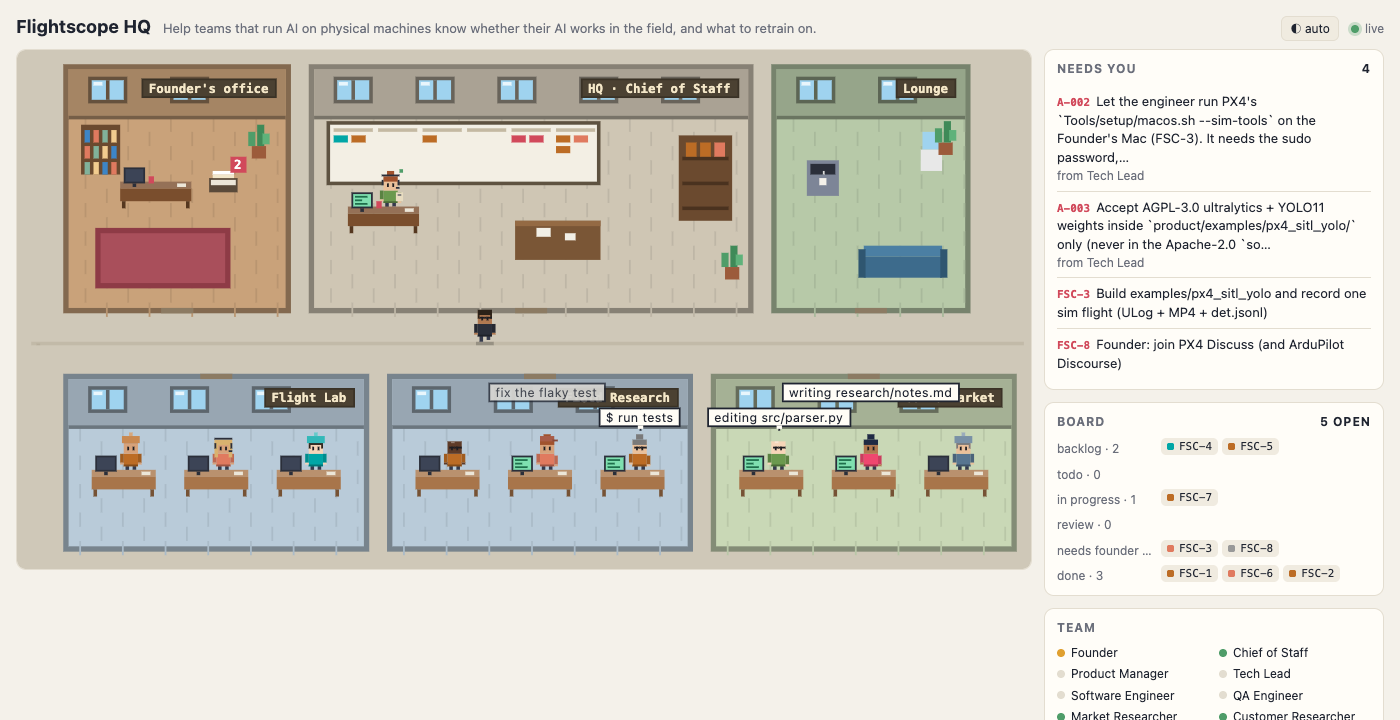 Flightscope HQ
Help teams that run AI on physical machines know whether their AI works in the field, and what to retrain on.
auto
live
Founder's office
HQ · Chief of Staff
Lounge
2
Flight Lab
fix the flaky test
Research
$ run tests
writing research/notes.md
editing src/parser.py
NEEDS YOU 4
A-002 Let the engineer run PX4's
`Tools/setup/macos.sh --sim-tools` on the
Founder's Mac (FSC-3). It needs the sudo
password,…
from Tech Lead
A-003 Accept AGPL-3.0 ultralytics + YOLO11
weights inside `product/examples/px4_sitl_yolo/`
only (never in the Apache-2.0 `so…
from Tech Lead
FSC-3 Build examples/px4_sitl_yolo and record one
sim flight (ULog + MP4 + det.jsonl)
FSC-8 Founder: join PX4 Discuss (and ArduPilot
Discourse)
BOARD 5 OPEN
backlog · 2 FSC-4 FSC-5
todo · 0
in progress · 1 FSC-7
review · 0
needs founder … FSC-3 FSC-8
done · 3 FSC-1 FSC-6 FSC-2
TEAM
Founder Chief of Staff
Product Manager Tech Lead
Software Engineer QA Engineer
Market Researcher Customer Researcher